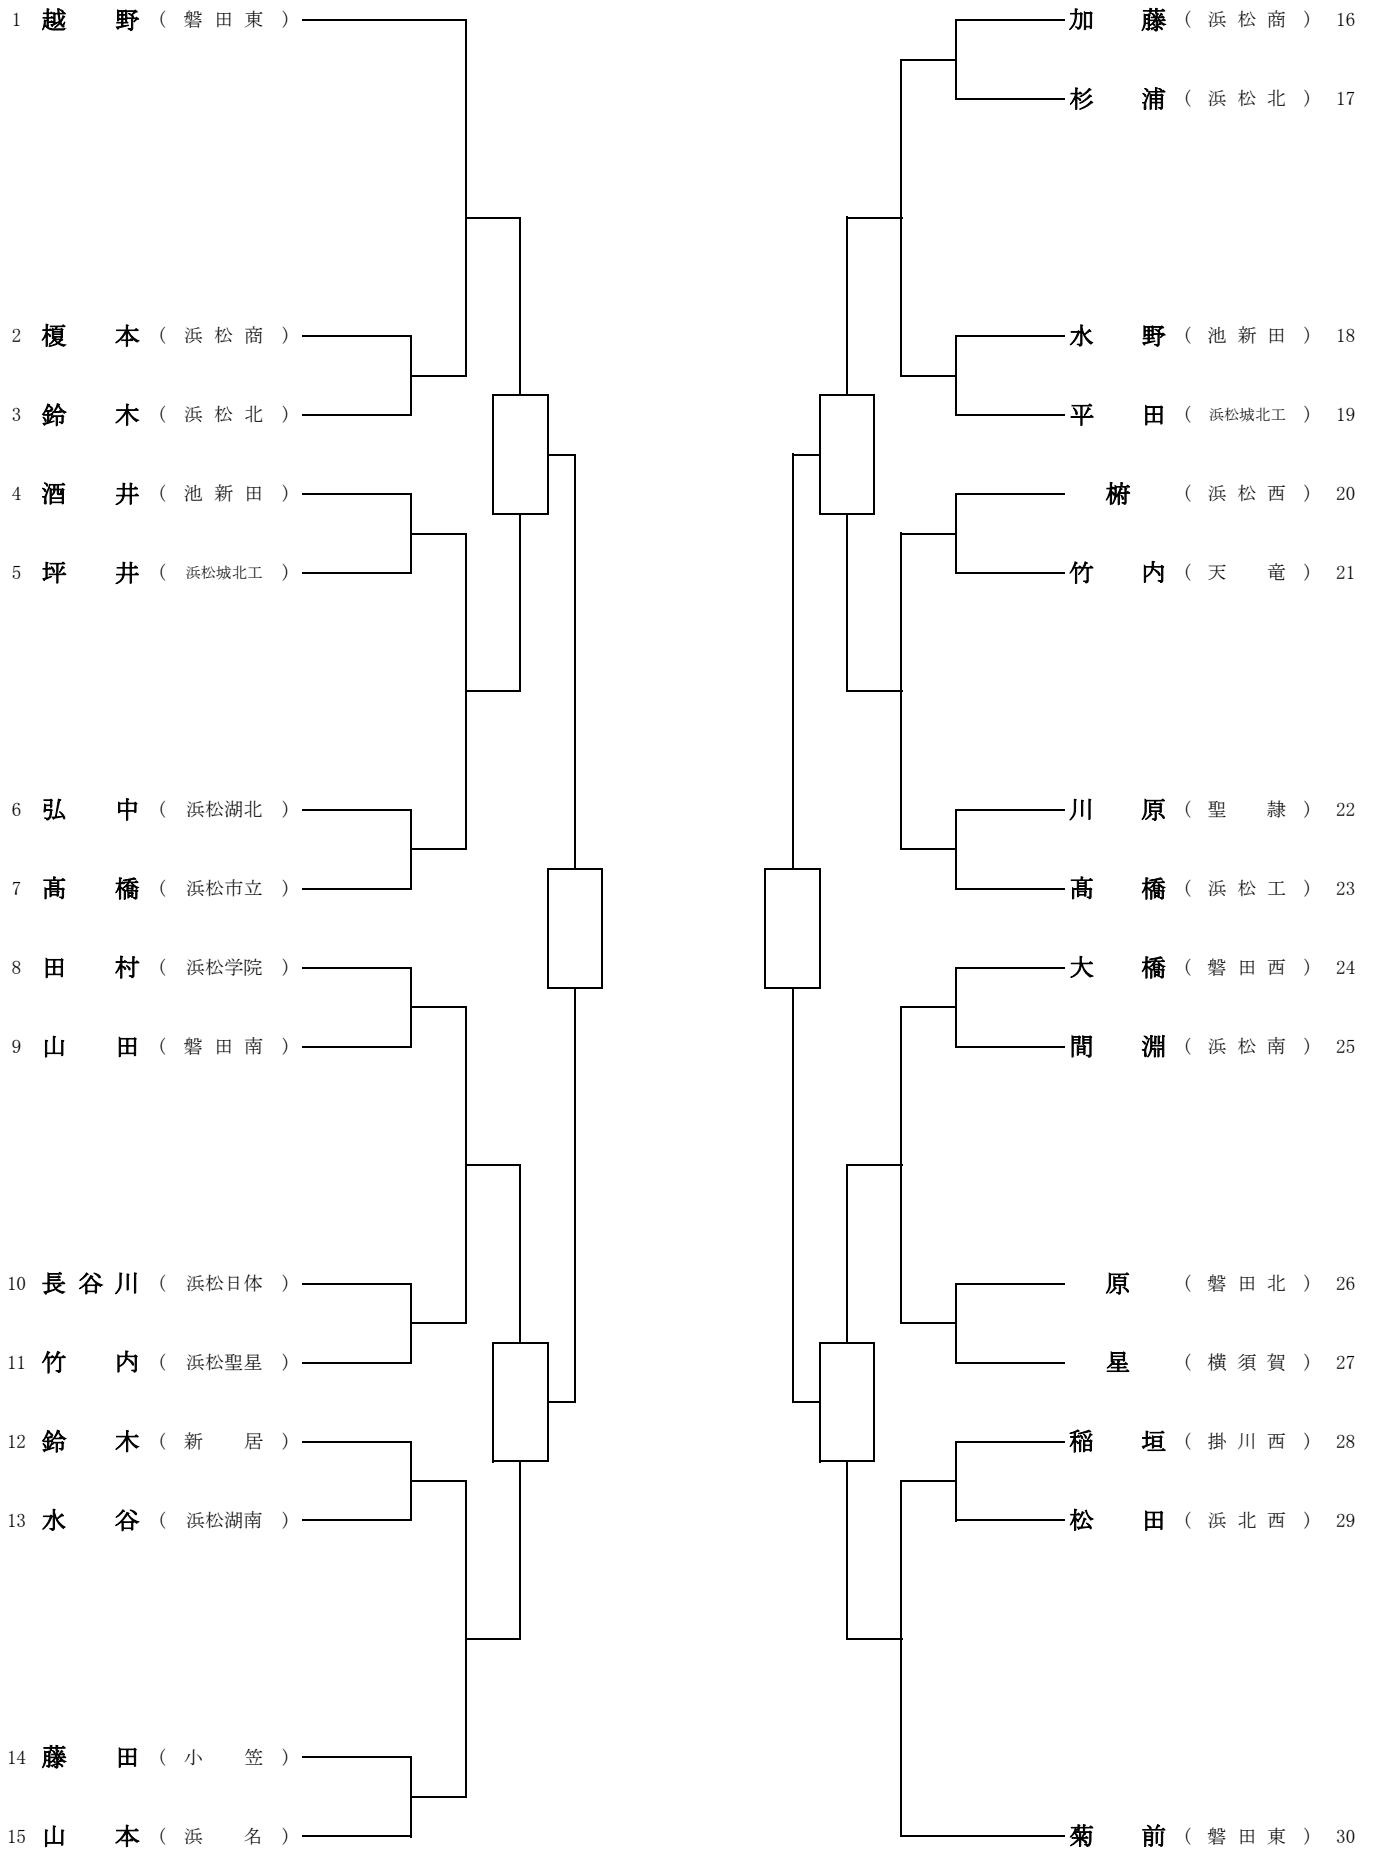 1 越野 （磐田東）
2 榎本 （浜松商）
3 鈴木 （浜松北）
4 酒井 （池新田）
5 坪井 （浜松城北工）
6 弘中 （浜松湖北）
7 髙橋 （浜松市立）
8 田村 （浜松学院）
9 山田 （磐田南）
10 長谷川 （浜松日体）
11 竹内 （浜松聖星）
12 鈴木 （新居）
13 水谷 （浜松湖南）
14 藤田 （小笠）
15 山本 （浜名）
加藤 （浜松商） 16
杉浦 （浜松北） 17
水野 （池新田） 18
平田 （浜松城北工） 19
椨 （浜松西） 20
竹内 （天竜） 21
川原 （聖隷） 22
髙橋 （浜松工） 23
大橋 （磐田西） 24
間淵 （浜松南） 25
原 （磐田北） 26
星 （横須賀） 27
稲垣 （掛川西） 28
松田 （浜北西） 29
菊前 （磐田東） 30